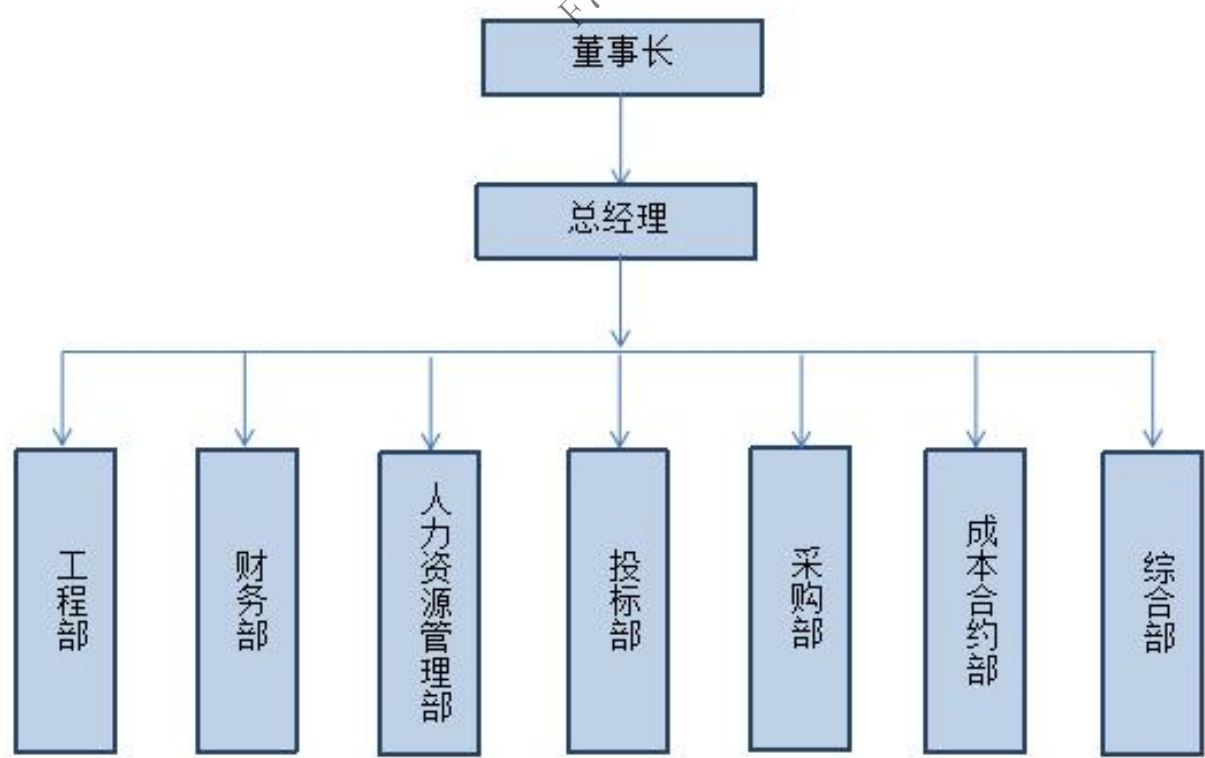 董事长
总经理
工程部
财务部
人力资源管理部
投标部
采购部
成本合约部
综合部